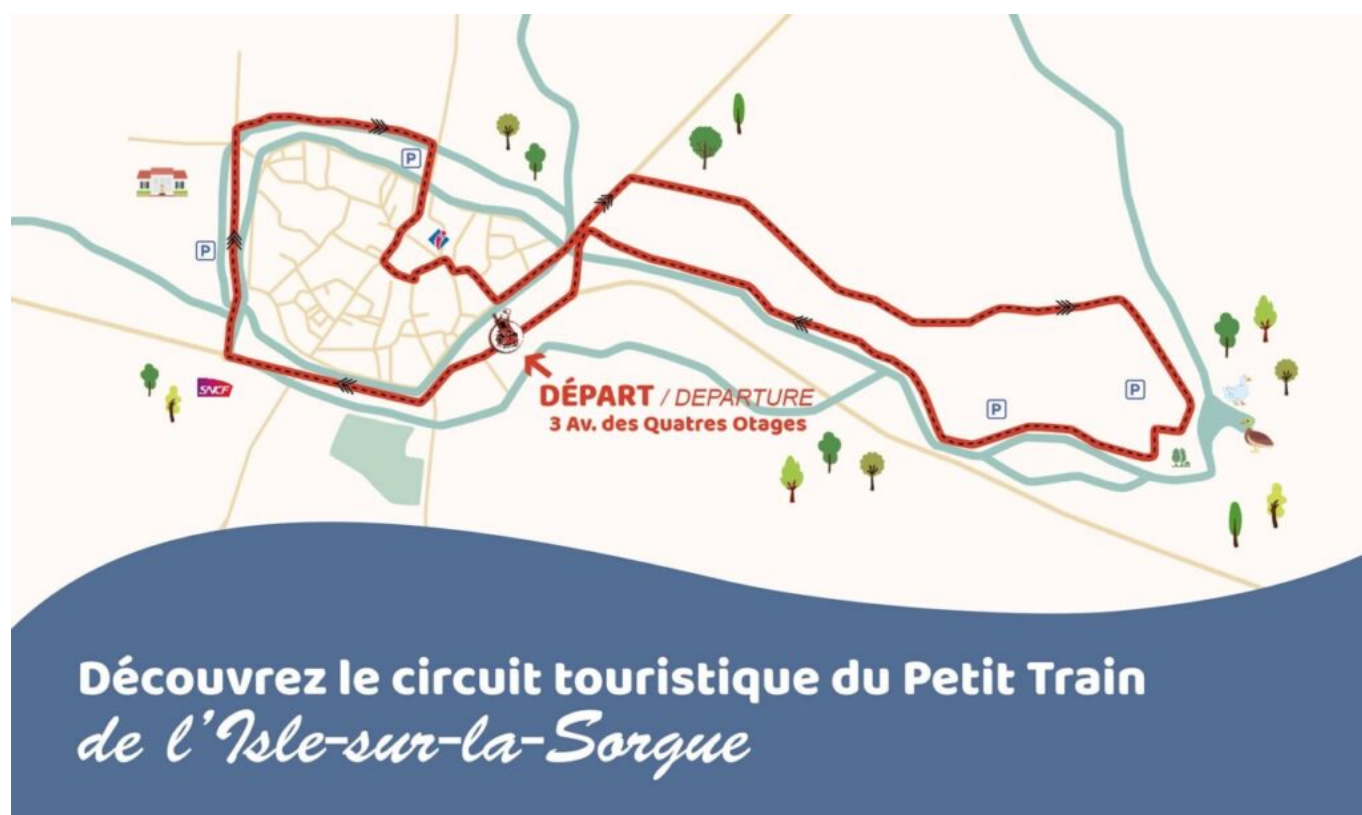 P
P
SNCF
DÉPART / DEPARTURE
3 Av. des Quatres Otages
P
P
Découvrez le circuit touristique du Petit Train
de l'Isle-sur-la-Sorgue